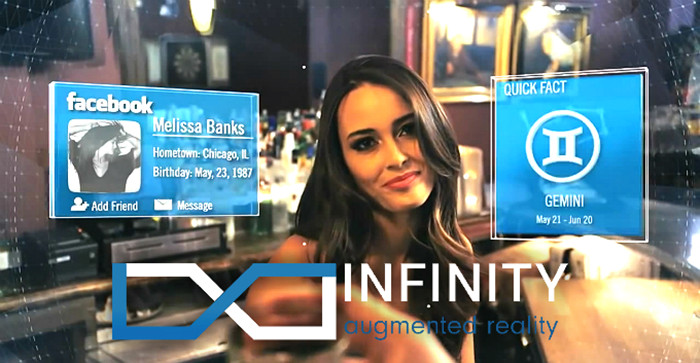 facebook
Melissa Banks
Hometown: Chicago, IL
Birthday: May, 23, 1987
Add Friend
Message
QUICK FACT
GEMINI
May 21 - Jun 20
INFINITY
augmented reality